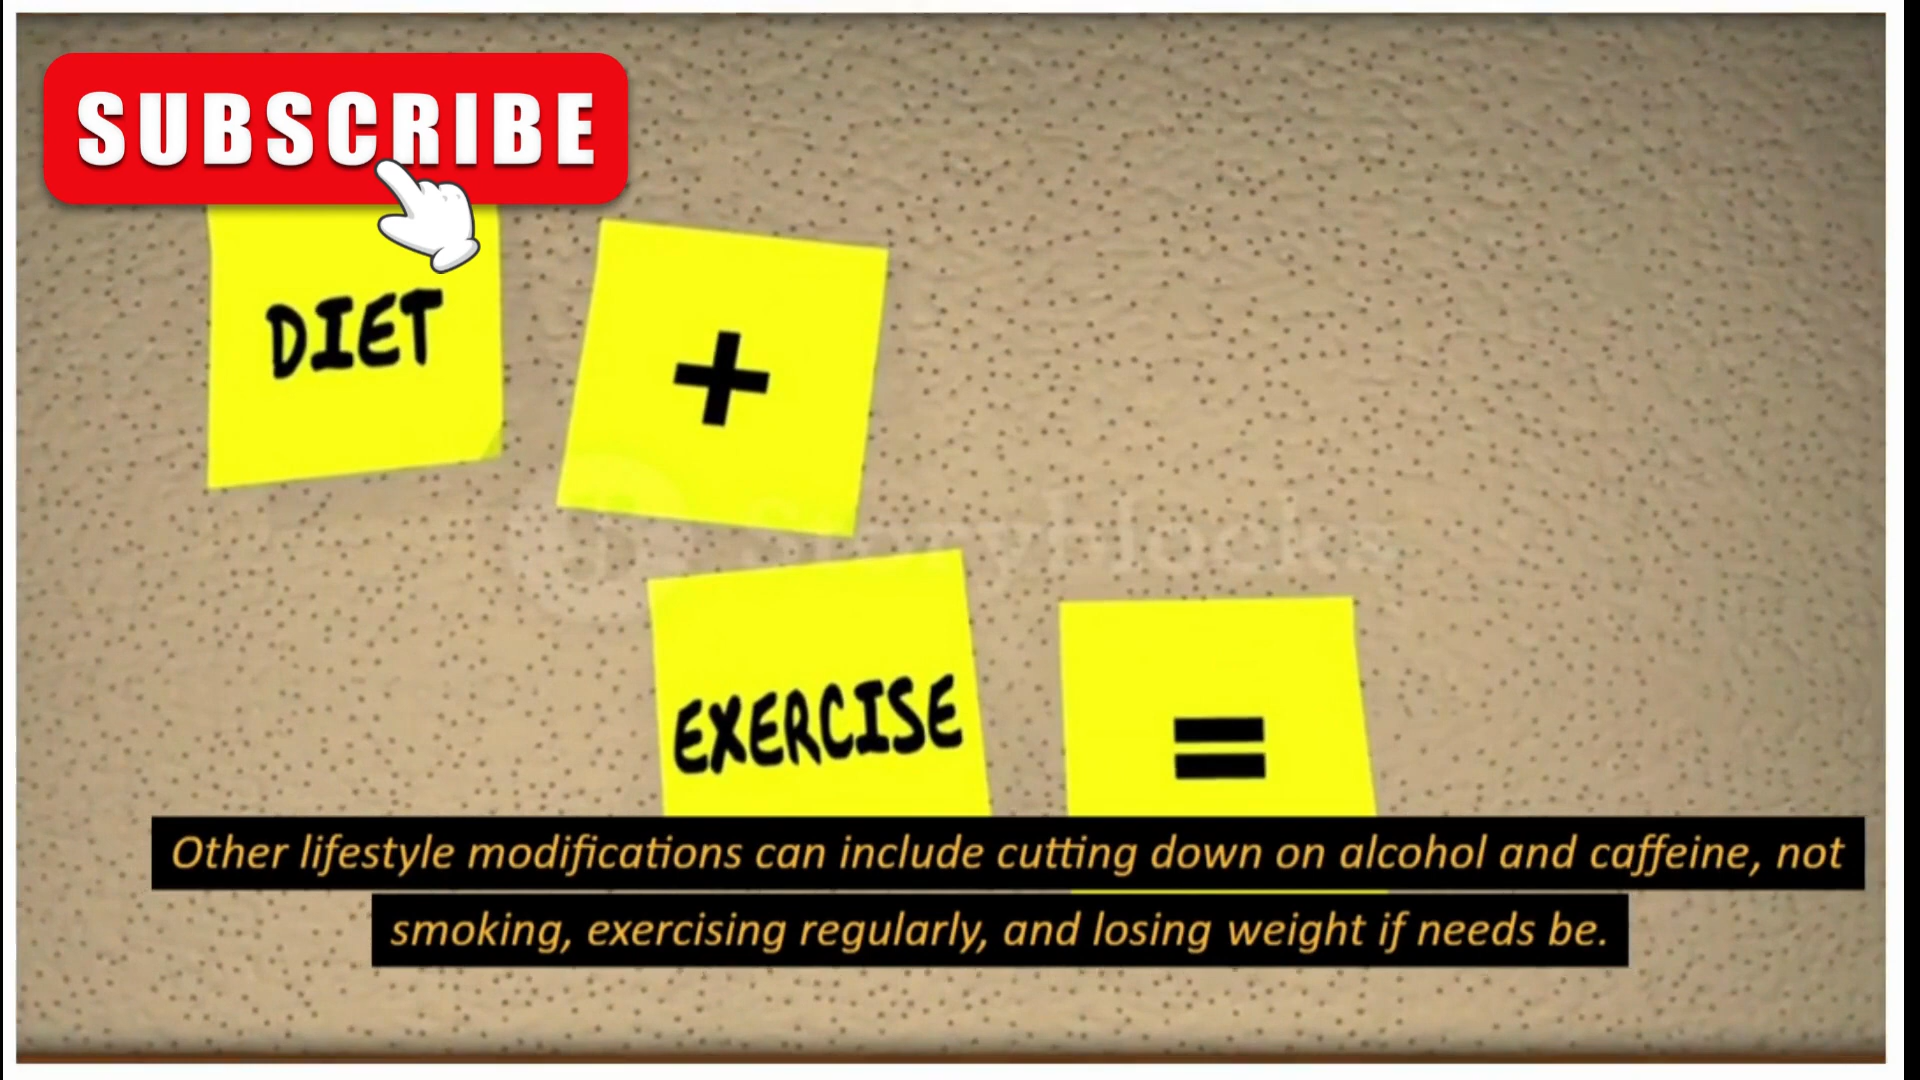 SUBSCRIBE
DIET
+
Storyblocks
EXERCISE
=
Other lifestyle modifications can include cutting down on alcohol and caffeine, not
smoking, exercising regularly, and losing weight if needs be.